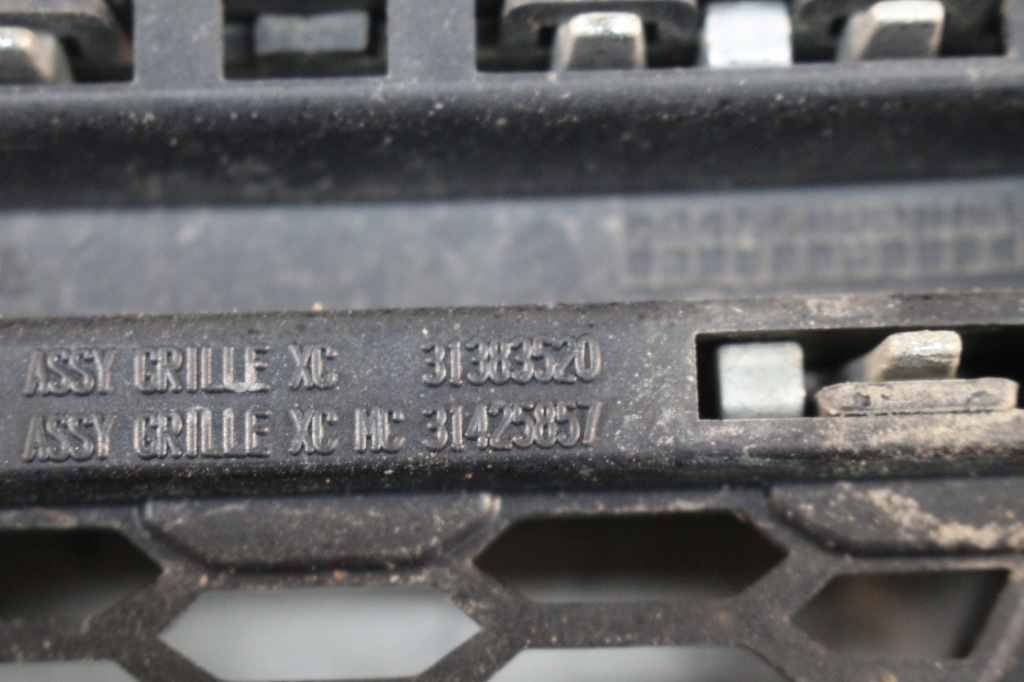 ASSY GRILLE XC 31383520
ASSY GRILLE XC MC 31425857